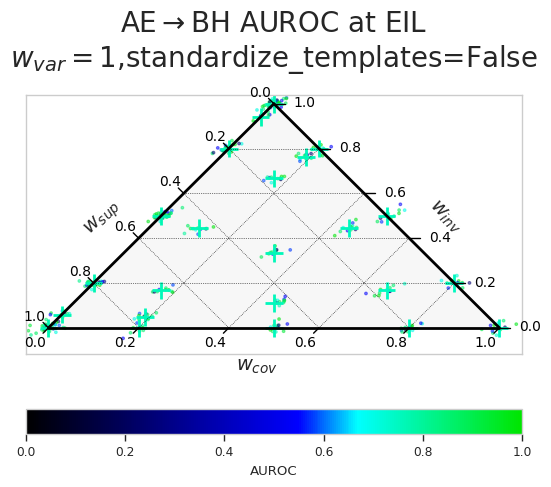 AE→BH AUROC at EIL
w_var = 1,standardize_templates=False
0.0 1.0
0.2 0.8
0.4 0.6
w_sup w_inv
0.6 0.4
0.8 0.2
1.0 0.0
0.0 0.2 0.4 0.6 0.8 1.0
w_cov
0.0 0.2 0.4 0.6 0.8 1.0
AUROC